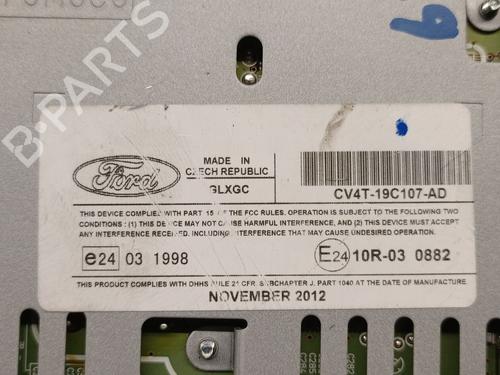 B-PARTS
Ford
MADE IN
CZECH REPUBLIC
GLXGC
CV4T-19C107-AD
THIS DEVICE COMPLIES WITH PART 15 OF THE FCC RULES. OPERATION IS SUBJECT TO THE FOLLOWING TWO
CONDITIONS : (1) THIS DEVICE MAY NOT CAUSE HARMFUL INTERFERENCE, AND (2) THIS DEVICE MUST ACCEPT
ANY INTERFERENCE RECEIVED INCLUDING INTERFERENCE THAT MAY CAUSE UNDESIRED OPERATION.
e24 03 1998
E24 10R-03 0882
THIS PRODUCT COMPLIES WITH DHHS RULE 21 CFR, SUBCHAPTER J, PART 1040 AT THE DATE OF MANUFACTURE
NOVEMBER 2012